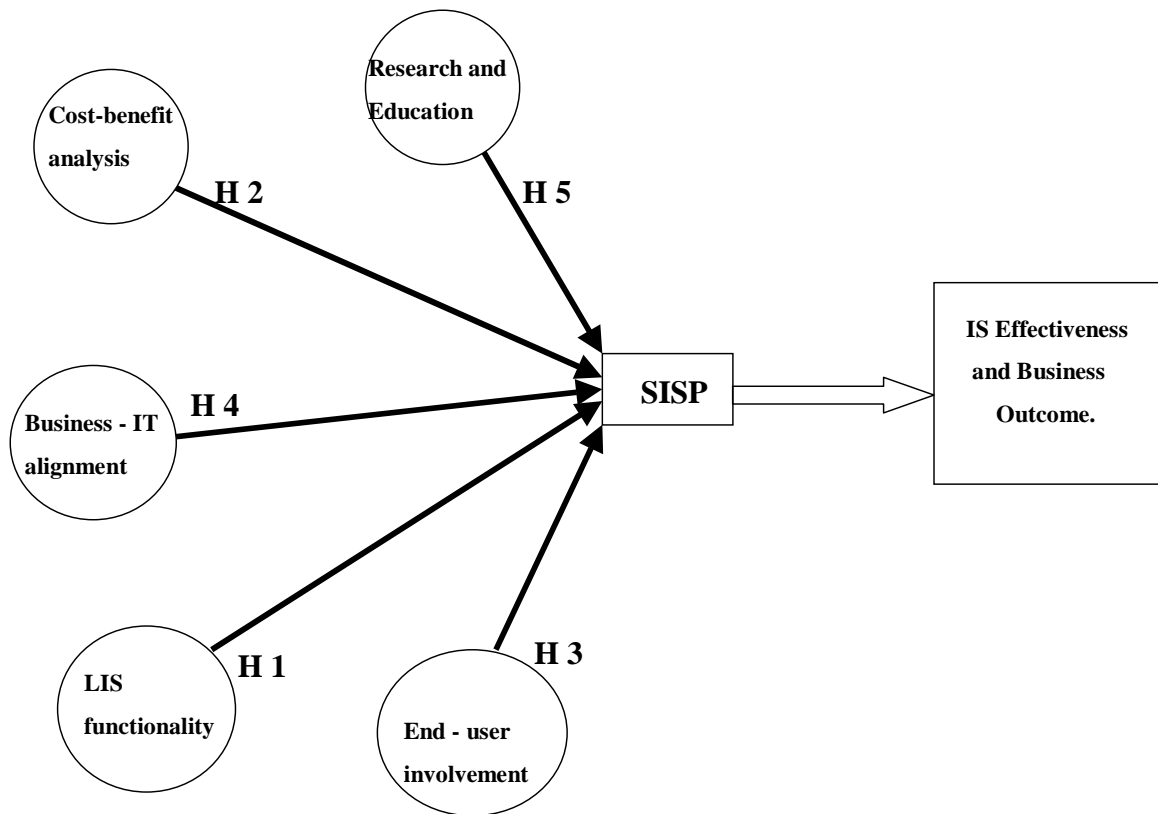 Research and
Education
Cost-benefit
analysis
H 2
H 5
IS Effectiveness
and Business
Outcome.
SISP
Business - IT
alignment
H 4
H 1
H 3
LIS
functionality
End - user
involvement